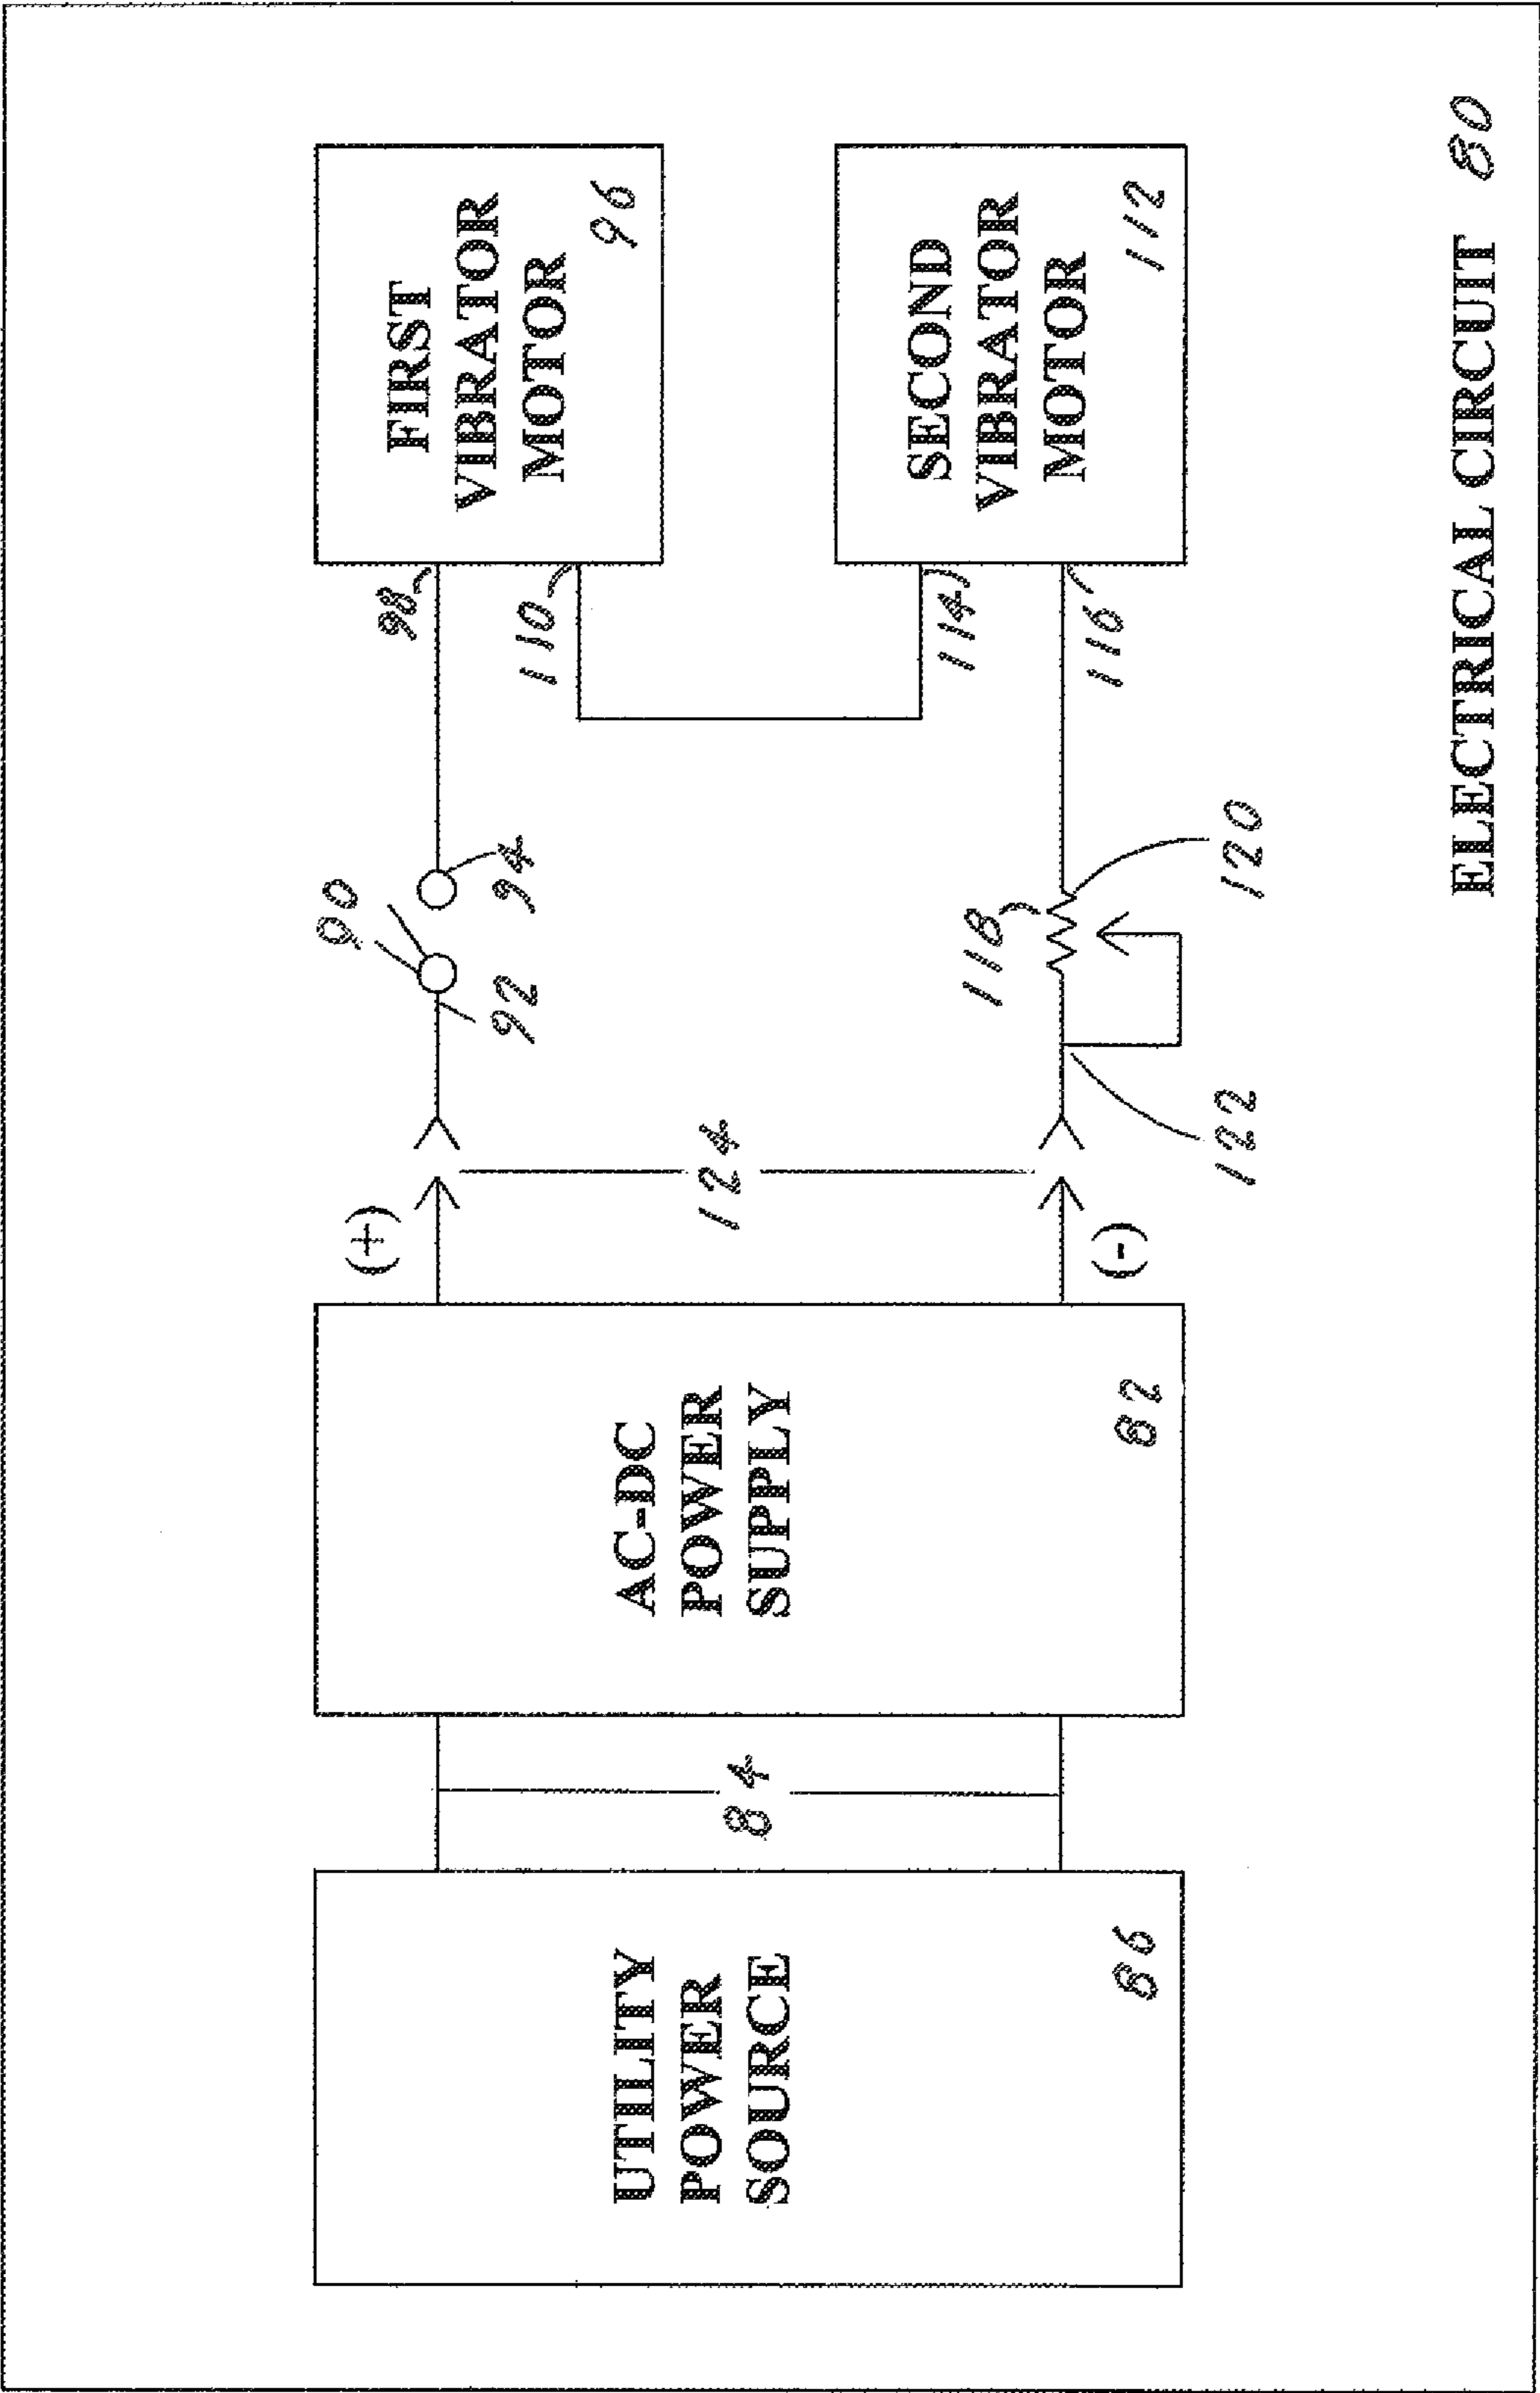 UTILITY
POWER
SOURCE
86
84
AC-DC
POWER
SUPPLY
82
(+)
(-)
124
90
92
94
118
120
122
98
110
114
116
FIRST
VIBRATOR
MOTOR
96
SECOND
VIBRATOR
MOTOR
112
ELECTRICAL CIRCUIT 80